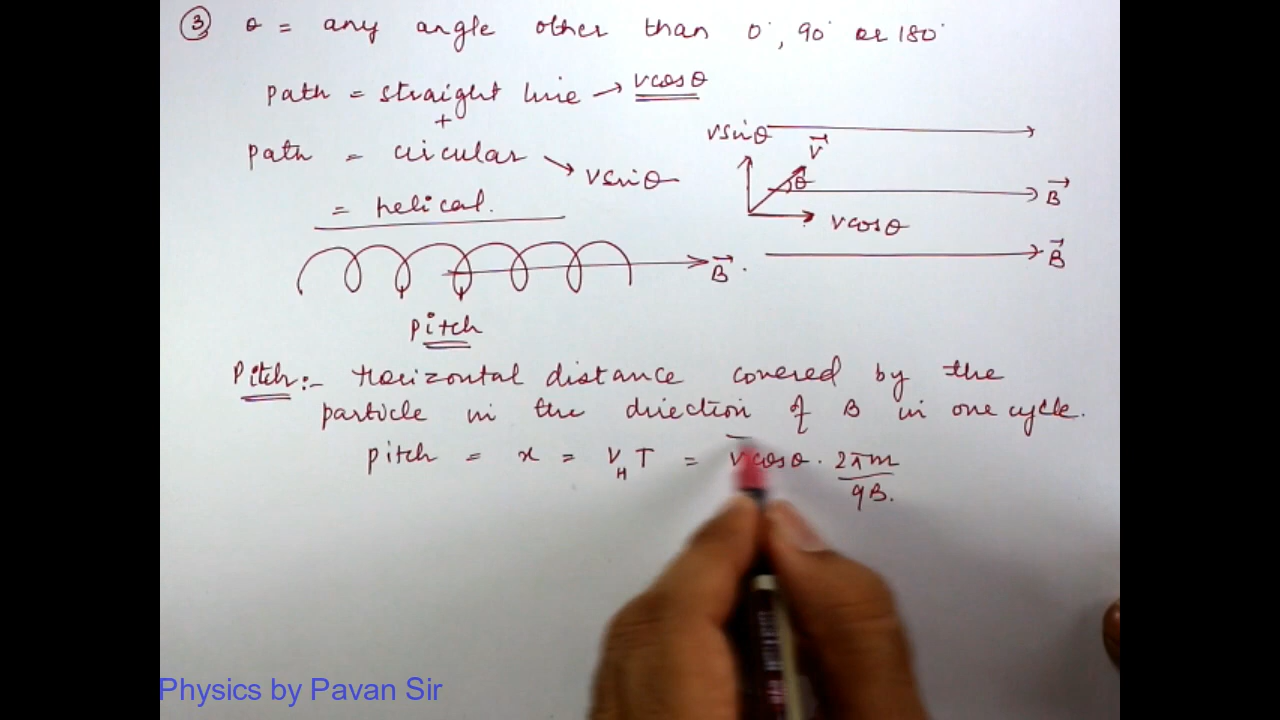 ③ θ = any angle other than 0°, 90° or 180°
path = straight line → vcosθ
+
path = circular → vsinθ
= helical.
vsinθ
v⃗
θ
B⃗
vcosθ
B⃗
B⃗.
pitch
Pitch:- Horizontal distance covered by the
particle in the direction of B in one cycle.
pitch = x = v_H T = vcosθ · 2πm/qB.
Physics by Pavan Sir